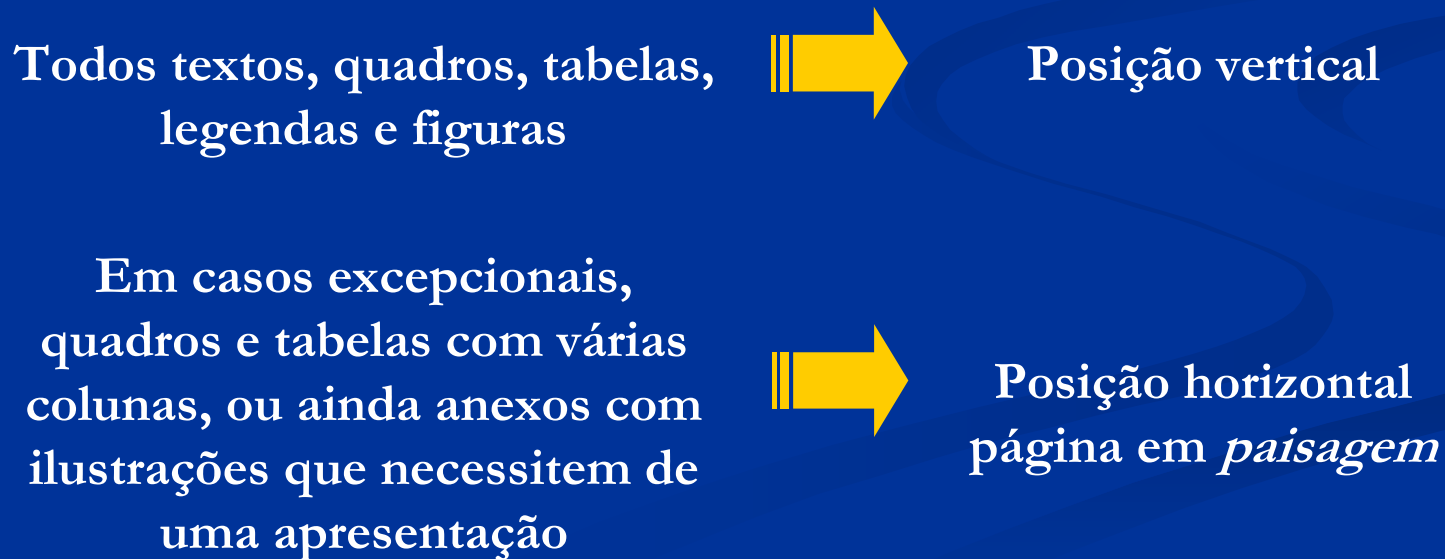 Todos textos, quadros, tabelas,
legendas e figuras
Posição vertical
Em casos excepcionais,
quadros e tabelas com várias
colunas, ou ainda anexos com
ilustrações que necessitem de
uma apresentação
Posição horizontal
página em paisagem